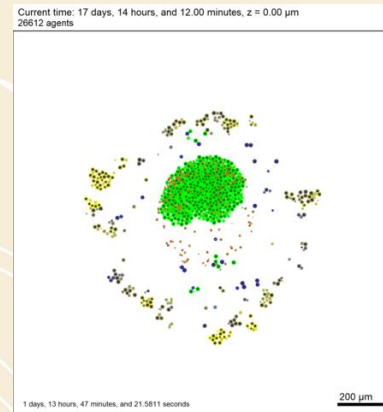 Current time: 17 days, 14 hours, and 12.00 minutes, z = 0.00 μm
26612 agents
1 days, 13 hours, 47 minutes, and 21.5811 seconds
200 μm